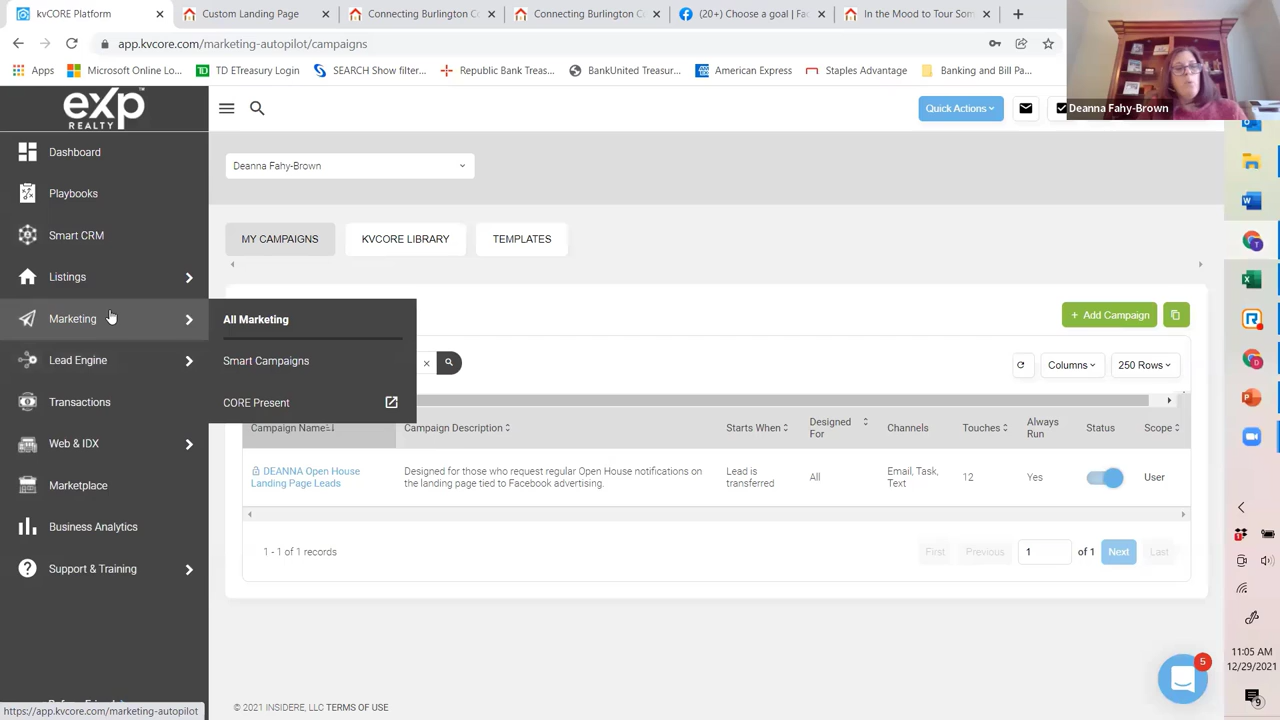 kvCORE Platform
Custom Landing Page
Connecting Burlington C
Connecting Burlington C
(20+) Choose a goal | Fac
In the Mood to Tour Som
app.kvcore.com/marketing-autopilot/campaigns
Apps
Microsoft Online Lo...
TD ETreasury Login
SEARCH Show filter...
Republic Bank Treas...
BankUnited Treasur...
American Express
Staples Advantage
Banking and Bill Pa...
Deanna Fahy-Brown
eXp
REALTY
Quick Actions
Dashboard
Playbooks
Smart CRM
Listings
Marketing
Lead Engine
Transactions
Web & IDX
Marketplace
Business Analytics
Support & Training
https://app.kvcore.com/marketing-autopilot
All Marketing
Smart Campaigns
CORE Present
Deanna Fahy-Brown
MY CAMPAIGNS
KVCORE LIBRARY
TEMPLATES
+ Add Campaign
Columns
250 Rows
Campaign Name
Campaign Description
Starts When
Designed For
Channels
Touches
Always Run
Status
Scope
DEANNA Open House
Landing Page Leads
Designed for those who request regular Open House notifications on
the landing page tied to Facebook advertising.
Lead is
transferred
All
Email, Task,
Text
12
Yes
User
1 - 1 of 1 records
First
Previous
1
of 1
Next
Last
© 2021 INSIDERE, LLC TERMS OF USE
5
11:05 AM
12/29/2021
9